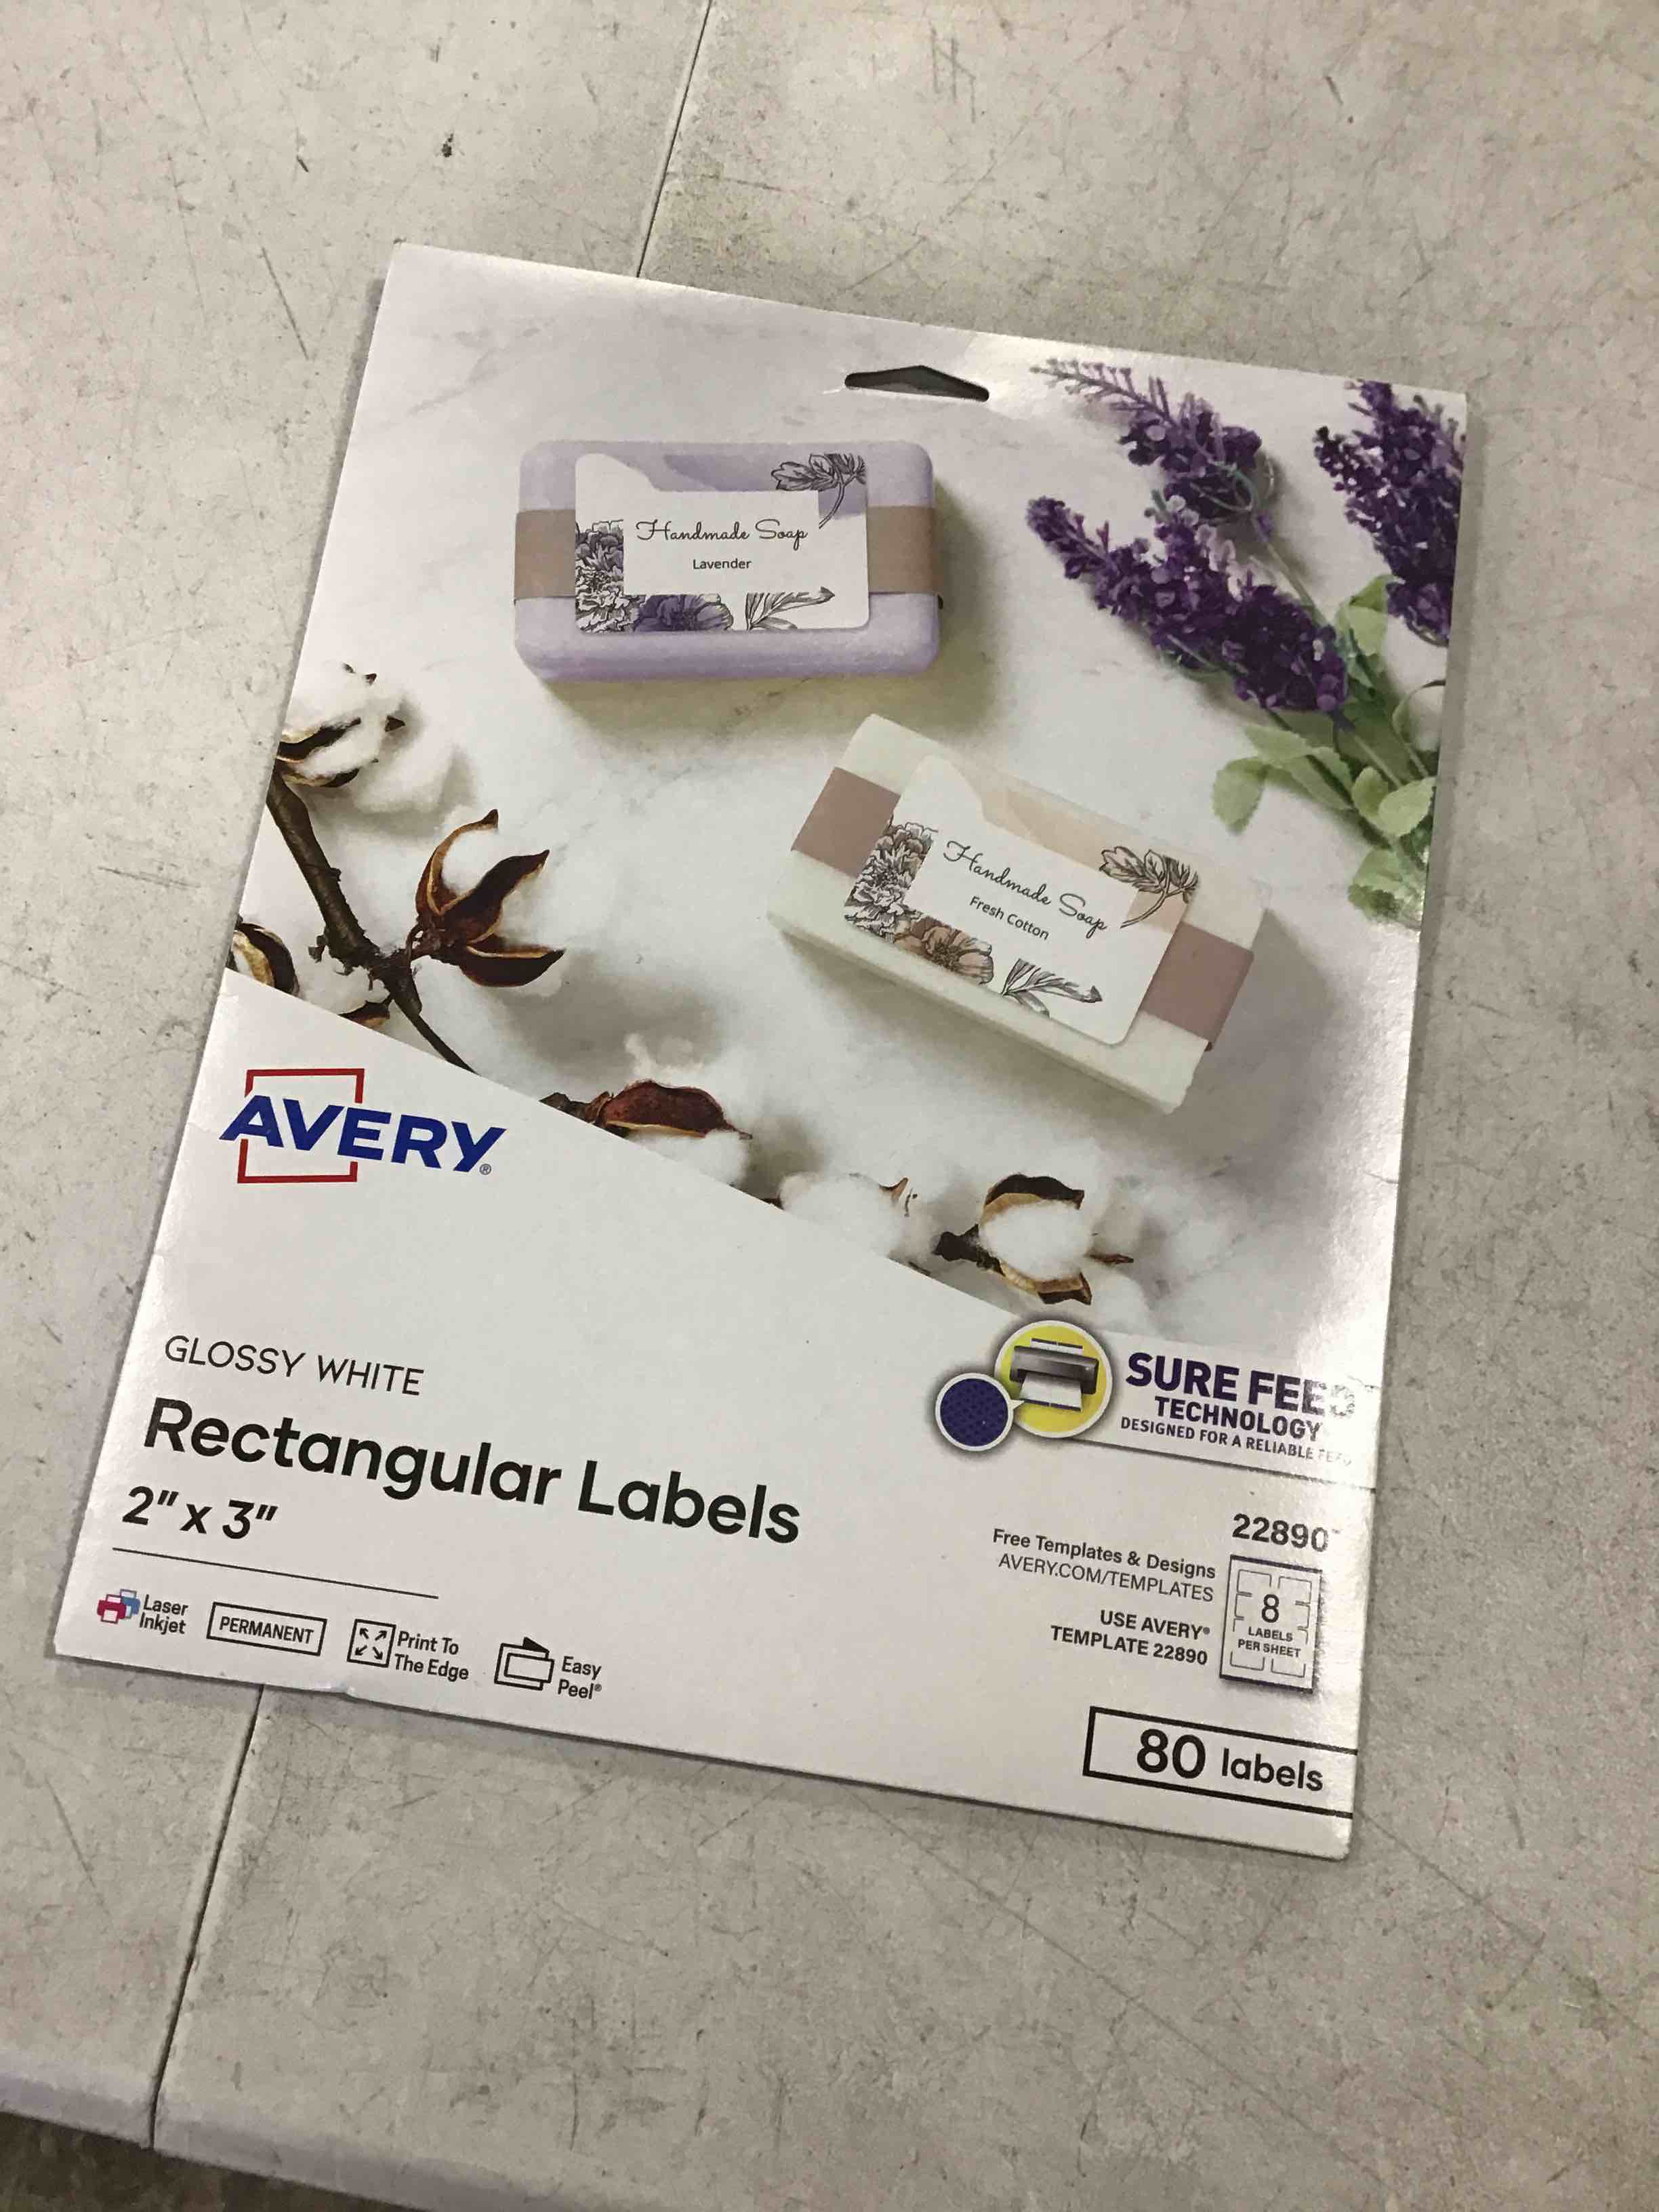 Handmade Soap
Lavender
Handmade Soap
Fresh Cotton
AVERY®
GLOSSY WHITE
Rectangular Labels
2" x 3"
Laser
Inkjet
PERMANENT
Print To
The Edge
Easy
Peel®
SURE FEED
TECHNOLOGY
DESIGNED FOR A RELIABLE FEED
22890™
Free Templates & Designs
AVERY.COM/TEMPLATES
USE AVERY®
TEMPLATE 22890
8
LABELS
PER SHEET
80 labels